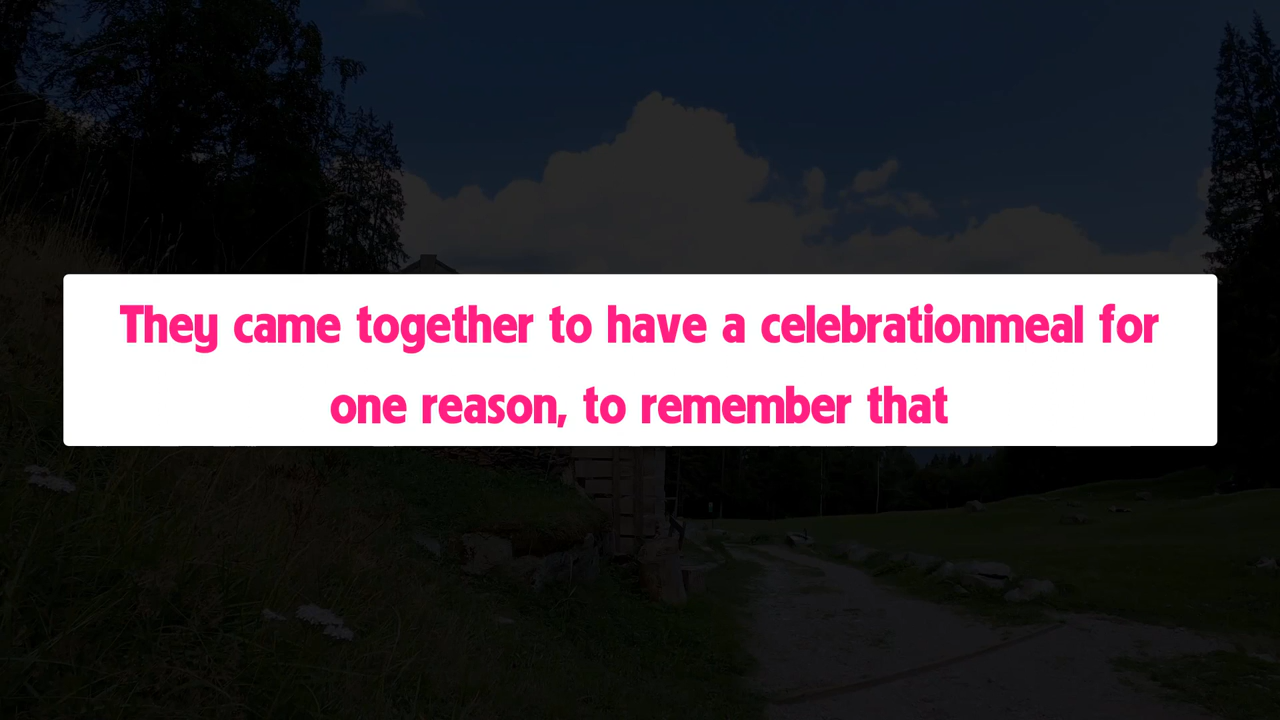 They came together to have a celebrationmeal for
one reason, to remember that